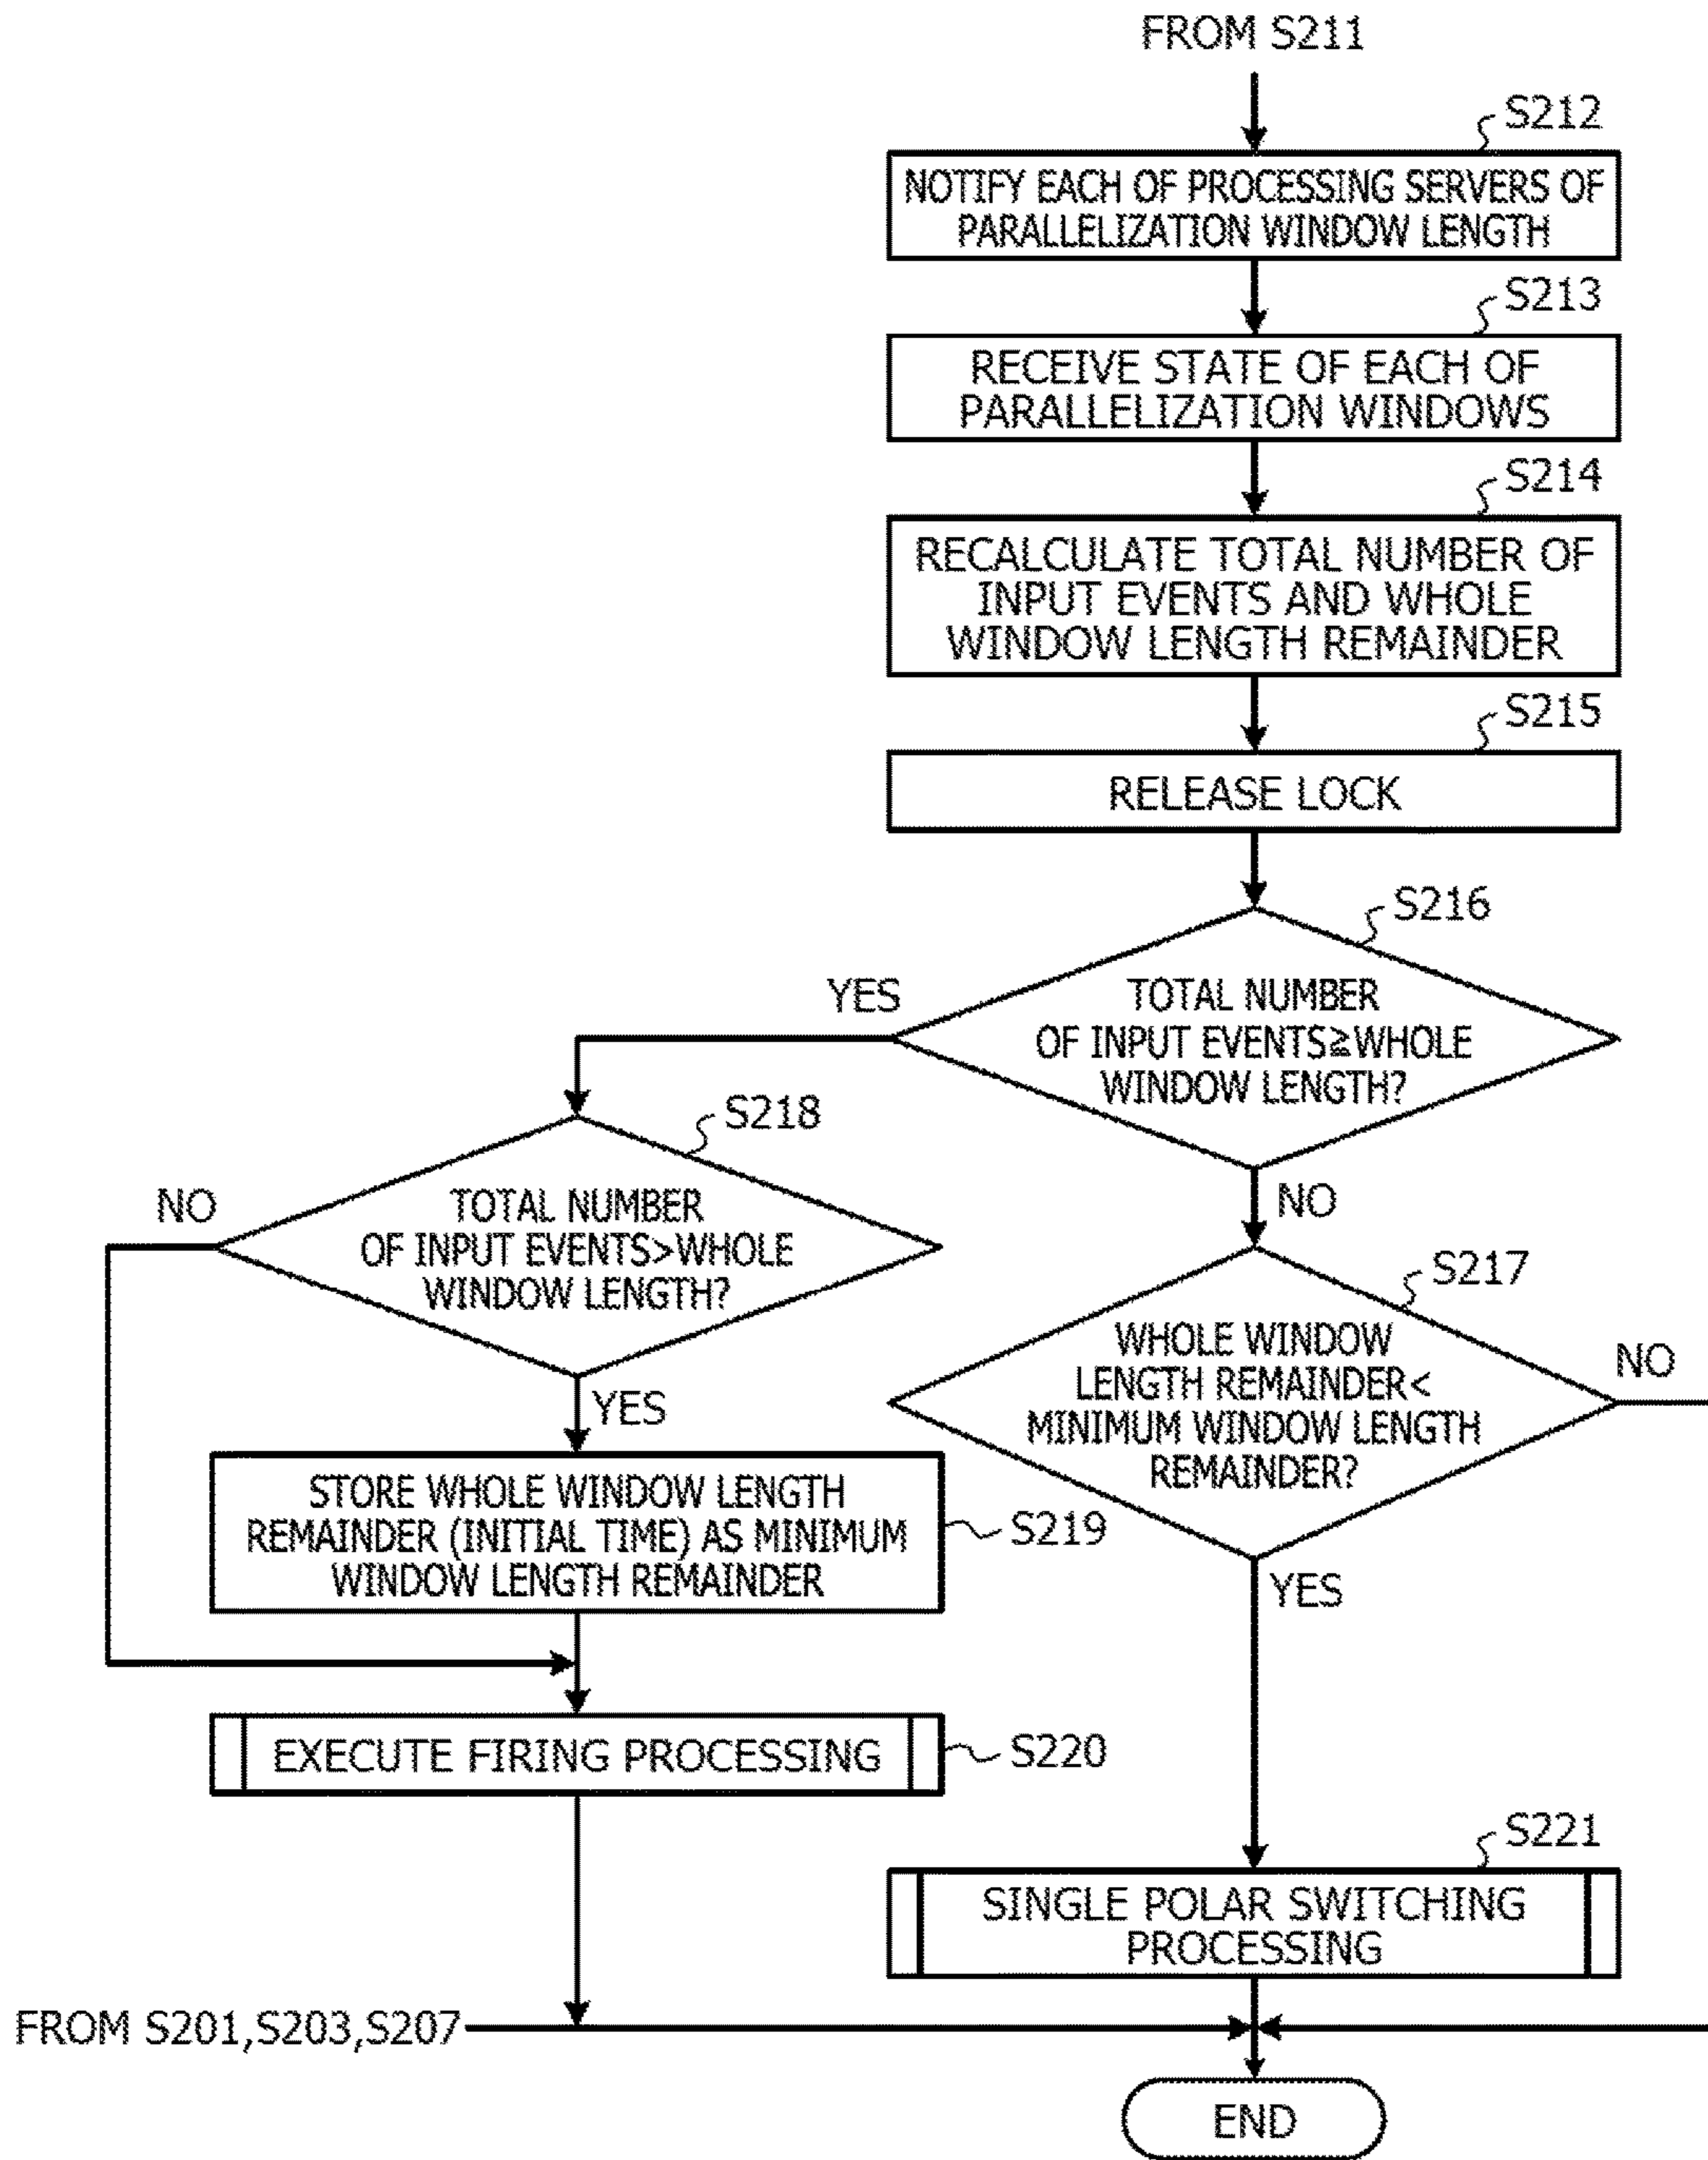 FROM S211
S212
NOTIFY EACH OF PROCESSING SERVERS OF
PARALLELIZATION WINDOW LENGTH
S213
RECEIVE STATE OF EACH OF
PARALLELIZATION WINDOWS
S214
RECALCULATE TOTAL NUMBER OF
INPUT EVENTS AND WHOLE
WINDOW LENGTH REMAINDER
S215
RELEASE LOCK
S216
TOTAL NUMBER
OF INPUT EVENTS≧WHOLE
WINDOW LENGTH?
YES
NO
S218
TOTAL NUMBER
OF INPUT EVENTS>WHOLE
WINDOW LENGTH?
NO
YES
S217
WHOLE WINDOW
LENGTH REMAINDER<
MINIMUM WINDOW LENGTH
REMAINDER?
NO
YES
STORE WHOLE WINDOW LENGTH
REMAINDER (INITIAL TIME) AS MINIMUM
WINDOW LENGTH REMAINDER
S219
EXECUTE FIRING PROCESSING
S220
S221
SINGLE POLAR SWITCHING
PROCESSING
FROM S201,S203,S207
END